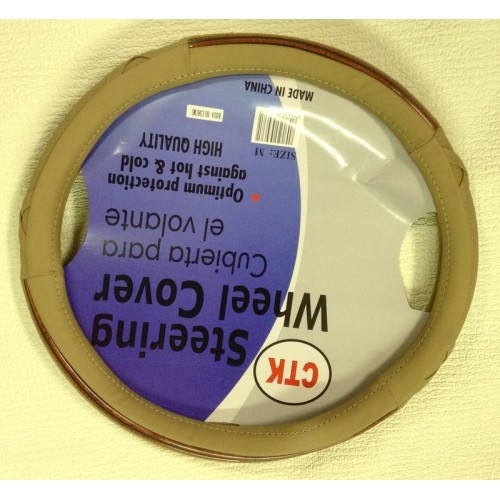 CTK
Steering
Wheel Cover
Cubierta para
el volante
Optimum protection
against hot & cold
HIGH QUALITY
SIZE: M
MADE IN CHINA